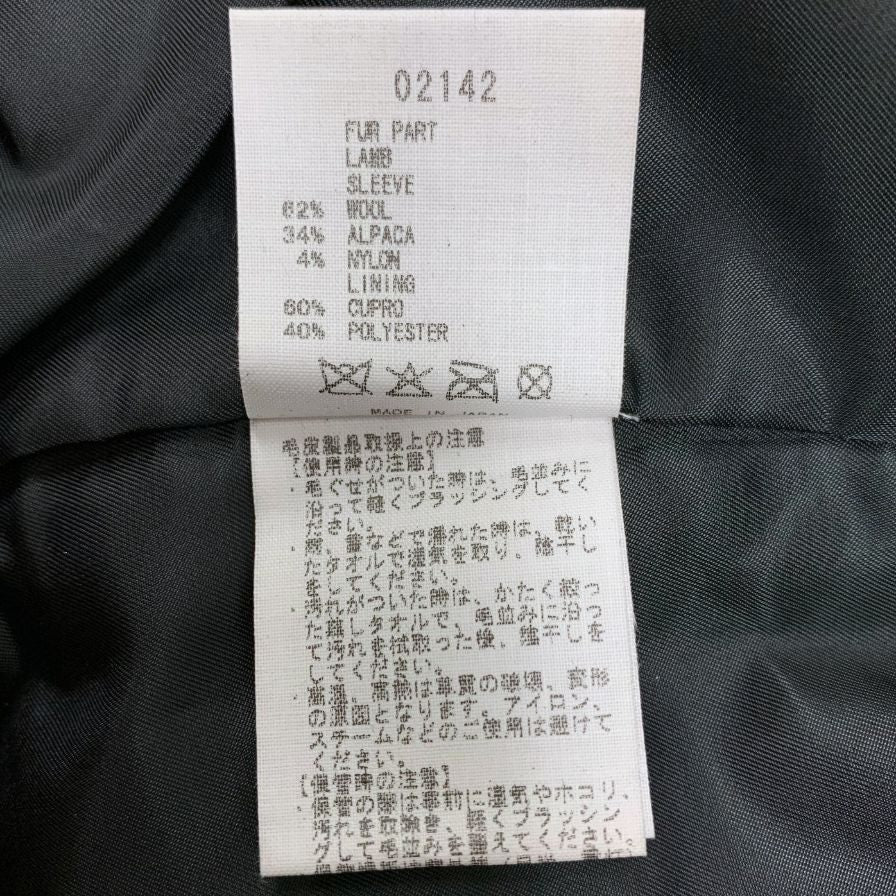 02142
FUR PART
LAMB
SLEEVE
62% WOOL
34% ALPACA
4% NYLON
LINING
60% CUPRO
40% POLYESTER
MADE IN JAPAN
毛皮製品取扱上の注意
【使用時の注意】
・毛ぐせがついた時は、毛並みに
沿って軽くブラッシングしてく
ださい。
・雨、雪などで濡れた時は、乾い
たタオルで湿気を取り、陰干し
をしてください。
・汚れがついた時は、かたく絞っ
たタオルで、毛並みに沿っ
て汚れを拭取った後、陰干しを
してください。
・高温、高熱は革質の破壊、変形
の原因となります。アイロン、
スチームなどのご使用は避けて
ください。
【保管時の注意】
・保管の際は事前に湿気やホコリ、
汚れを取除き、軽くブラッシン
グして毛並みを整えてください。